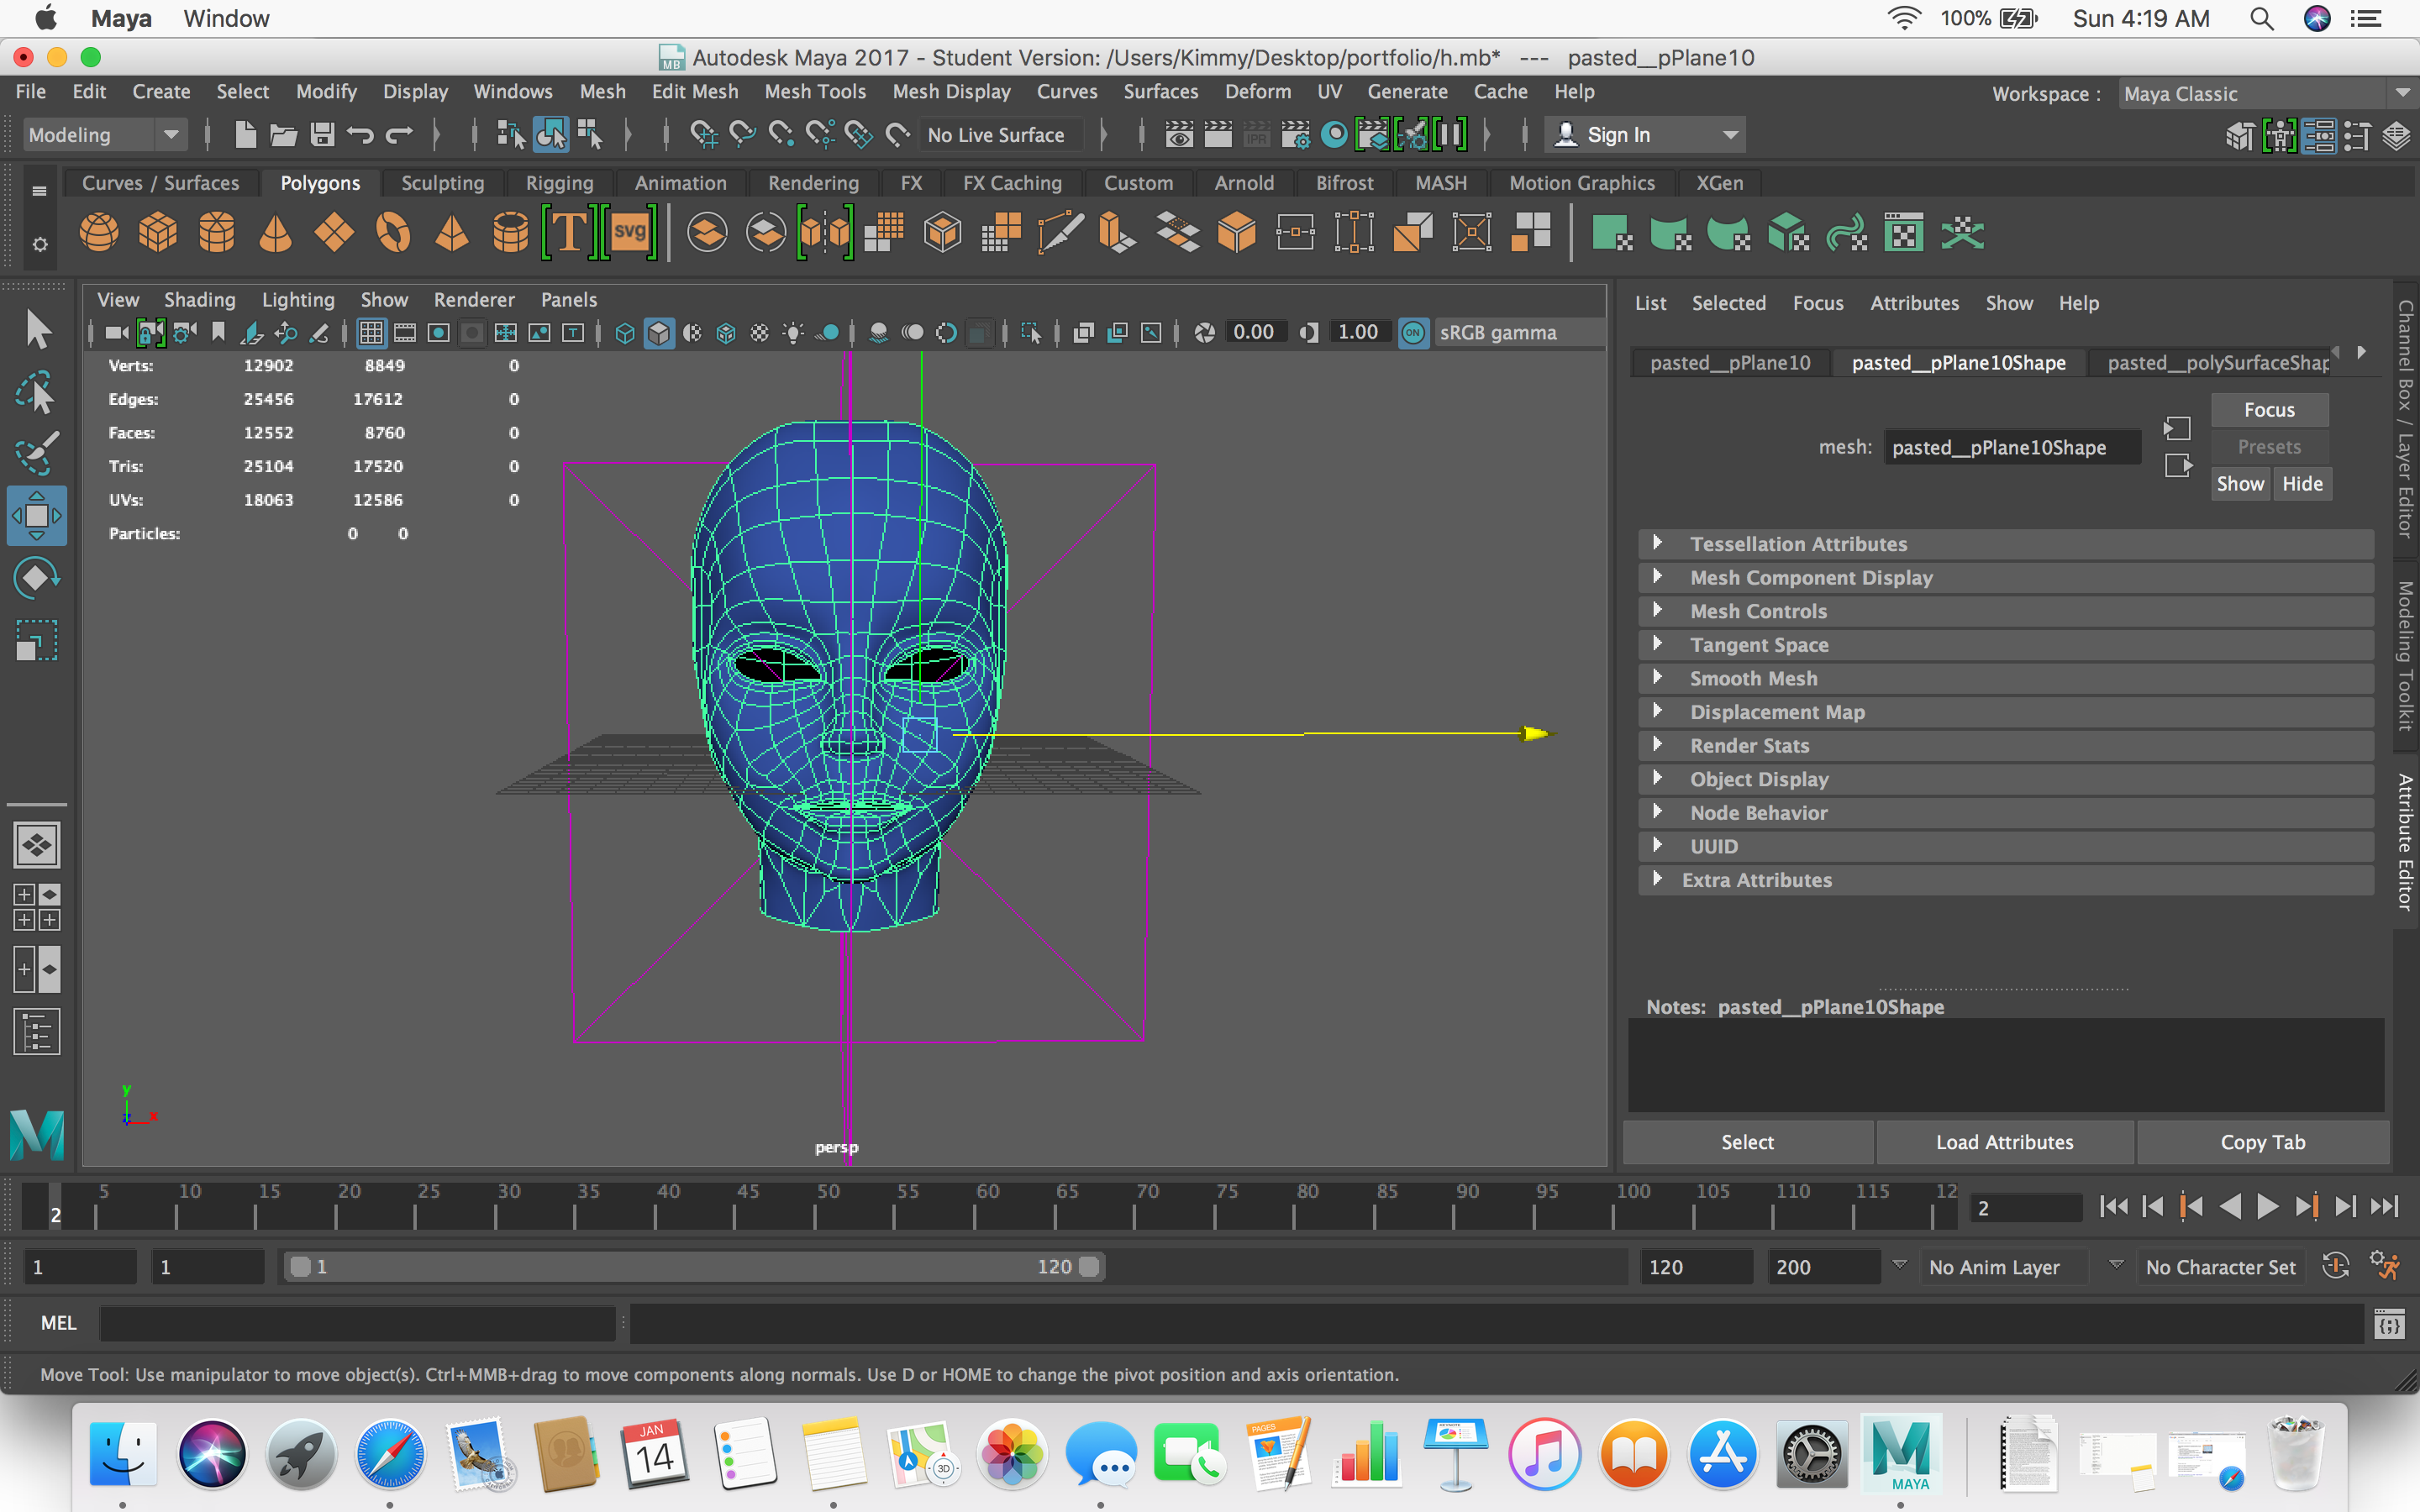 Maya Window 100% Sun 4:19 AM
MB Autodesk Maya 2017 - Student Version: /Users/Kimmy/Desktop/portfolio/h.mb* --- pasted__pPlane10
File Edit Create Select Modify Display Windows Mesh Edit Mesh Mesh Tools Mesh Display Curves Surfaces Deform UV Generate Cache Help Workspace : Maya Classic
Modeling No Live Surface IPR Sign In
Curves / Surfaces Polygons Sculpting Rigging Animation Rendering FX FX Caching Custom Arnold Bifrost MASH Motion Graphics XGen
T svg
View Shading Lighting Show Renderer Panels
0.00 1.00 ON sRGB gamma
Verts: 12902 8849 0
Edges: 25456 17612 0
Faces: 12552 8760 0
Tris: 25104 17520 0
UVs: 18063 12586 0
Particles: 0 0
y
z x
persp
List Selected Focus Attributes Show Help
pasted__pPlane10 pasted__pPlane10Shape pasted__polySurfaceShap
Focus
mesh: pasted__pPlane10Shape Presets
Show Hide
Tessellation Attributes
Mesh Component Display
Mesh Controls
Tangent Space
Smooth Mesh
Displacement Map
Render Stats
Object Display
Node Behavior
UUID
Extra Attributes
Notes: pasted__pPlane10Shape
Select Load Attributes Copy Tab
Channel Box / Layer Editor
Modeling Toolkit
Attribute Editor
5 10 15 20 25 30 35 40 45 50 55 60 65 70 75 80 85 90 95 100 105 110 115 12
2 2
1 1 1 120 120 200 No Anim Layer No Character Set
MEL
Move Tool: Use manipulator to move object(s). Ctrl+MMB+drag to move components along normals. Use D or HOME to change the pivot position and axis orientation.
JAN
14
3D
PAGES
MAYA